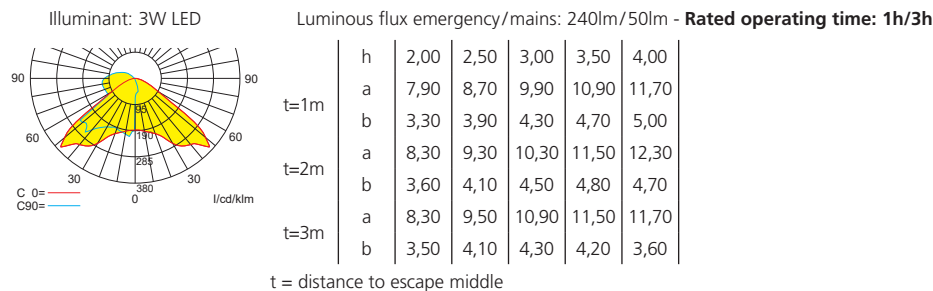 Illuminant: 3W LED
Luminous flux emergency/mains: 240lm/50lm - Rated operating time: 1h/3h
90 90
60 60
30 30
95
190
285
380
0
C 0=
C90=
l/cd/klm
h 2,00 2,50 3,00 3,50 4,00
t=1m
a 7,90 8,70 9,90 10,90 11,70
b 3,30 3,90 4,30 4,70 5,00
t=2m
a 8,30 9,30 10,30 11,50 12,30
b 3,60 4,10 4,50 4,80 4,70
t=3m
a 8,30 9,50 10,90 11,50 11,70
b 3,50 4,10 4,30 4,20 3,60
t = distance to escape middle